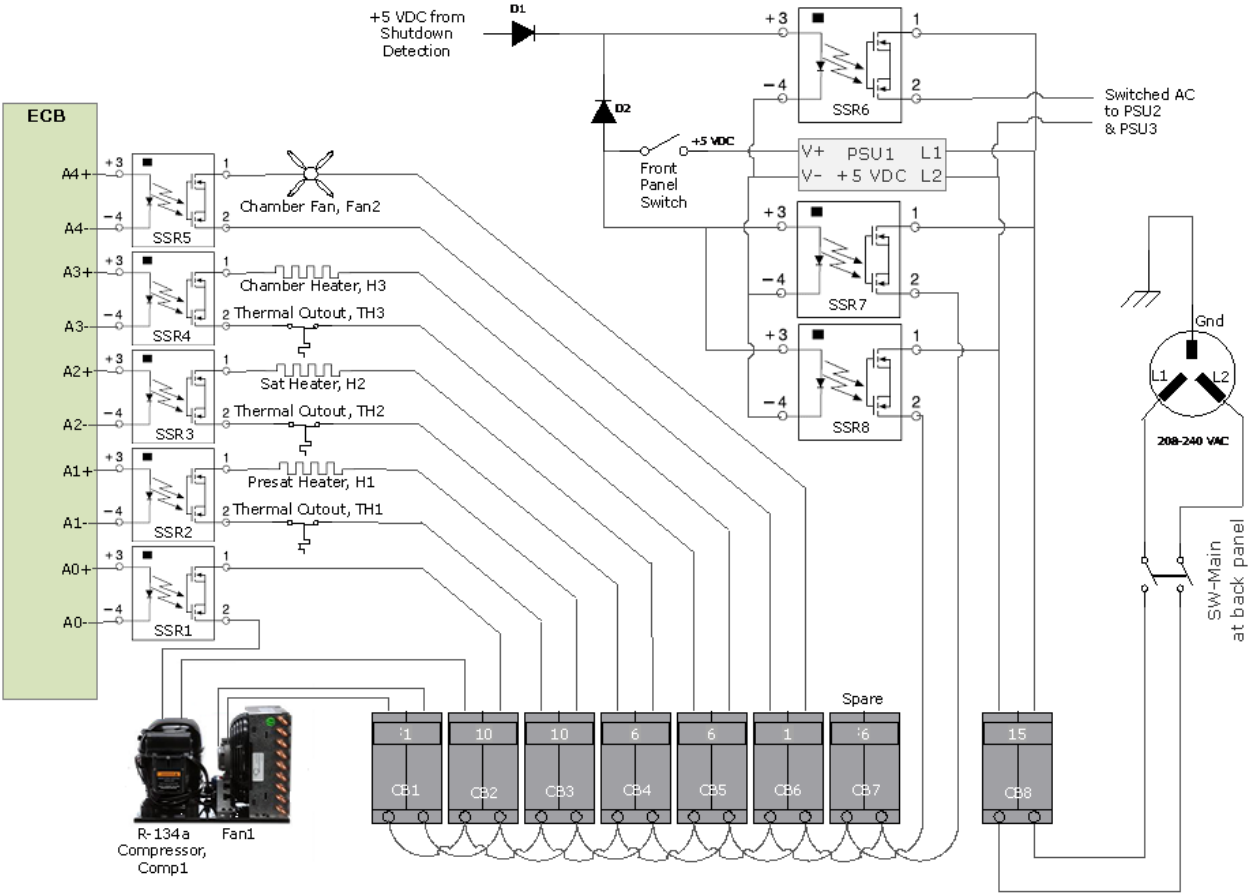 D1
+5 VDC from
Shutdown
Detection
+3
1
−4
2
SSR6
Switched AC
to PSU2
& PSU3
D2
+5 VDC
Front
Panel
Switch
V+ PSU1 L1
V- +5 VDC L2
+3
1
−4
2
SSR7
+3
1
−4
2
SSR8
ECB
A4+
+3
1
A4-
−4
2
SSR5
Chamber Fan, Fan2
A3+
+3
1
Chamber Heater, H3
A3-
−4
2
Thermal Cutout, TH3
SSR4
A2+
+3
1
Sat Heater, H2
A2-
−4
2
Thermal Cutout, TH2
SSR3
A1+
+3
1
Presat Heater, H1
A1-
−4
2
Thermal Cutout, TH1
SSR2
A0+
+3
1
A0-
−4
2
SSR1
Gnd
L1
L2
208-240 VAC
SW-Main
at back panel
Spare
1
10
10
6
6
1
6
15
CB1
CB2
CB3
CB4
CB5
CB6
CB7
CB8
R-134a
Compressor,
Comp1
Fan1